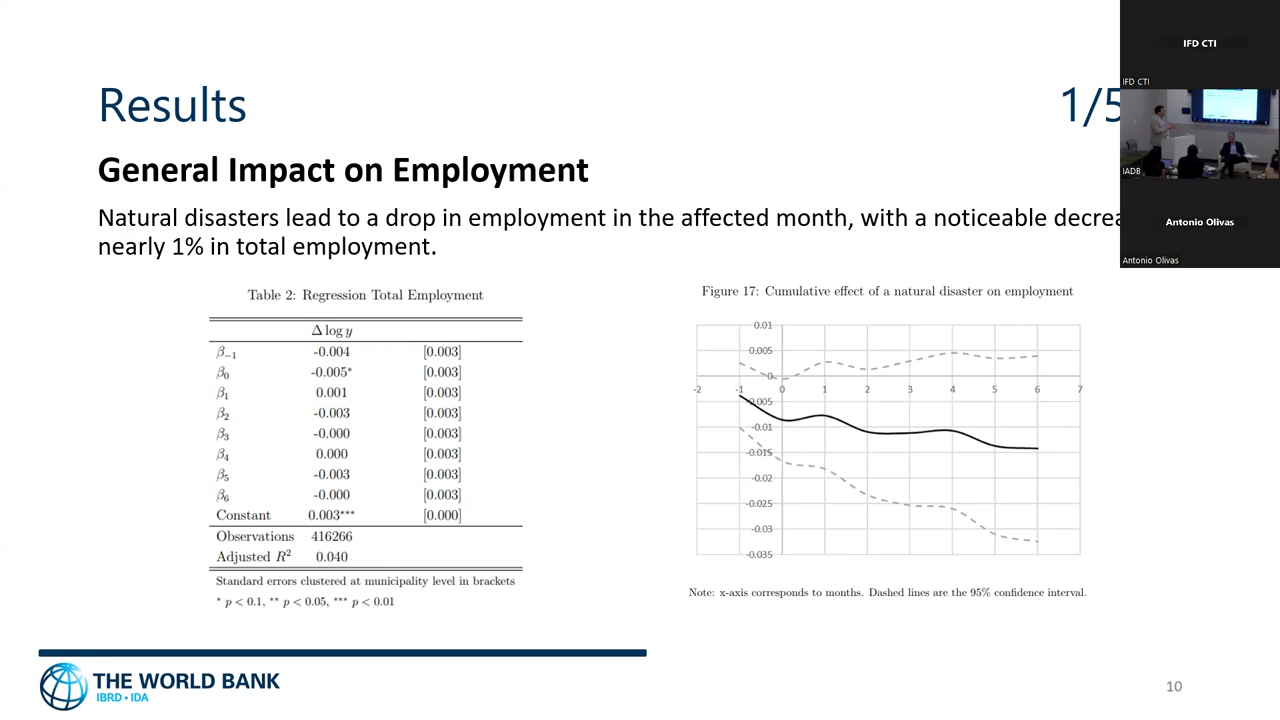 Results
1/5
General Impact on Employment
Natural disasters lead to a drop in employment in the affected month, with a noticeable decrea
nearly 1% in total employment.
Table 2: Regression Total Employment
Δ log y
β₋₁ -0.004 [0.003]
β₀ -0.005* [0.003]
β₁ 0.001 [0.003]
β₂ -0.003 [0.003]
β₃ -0.000 [0.003]
β₄ 0.000 [0.003]
β₅ -0.003 [0.003]
β₆ -0.000 [0.003]
Constant 0.003*** [0.000]
Observations 416266
Adjusted R² 0.040
Standard errors clustered at municipality level in brackets
* p < 0.1, ** p < 0.05, *** p < 0.01
Figure 17: Cumulative effect of a natural disaster on employment
0.01
0.005
0
-2 -1 0 1 2 3 4 5 6 7
-0.005
-0.01
-0.015
-0.02
-0.025
-0.03
-0.035
Note: x-axis corresponds to months. Dashed lines are the 95% confidence interval.
THE WORLD BANK
IBRD • IDA
10
IFD CTI
IFD CTI
IADB
Antonio Olivas
Antonio Olivas